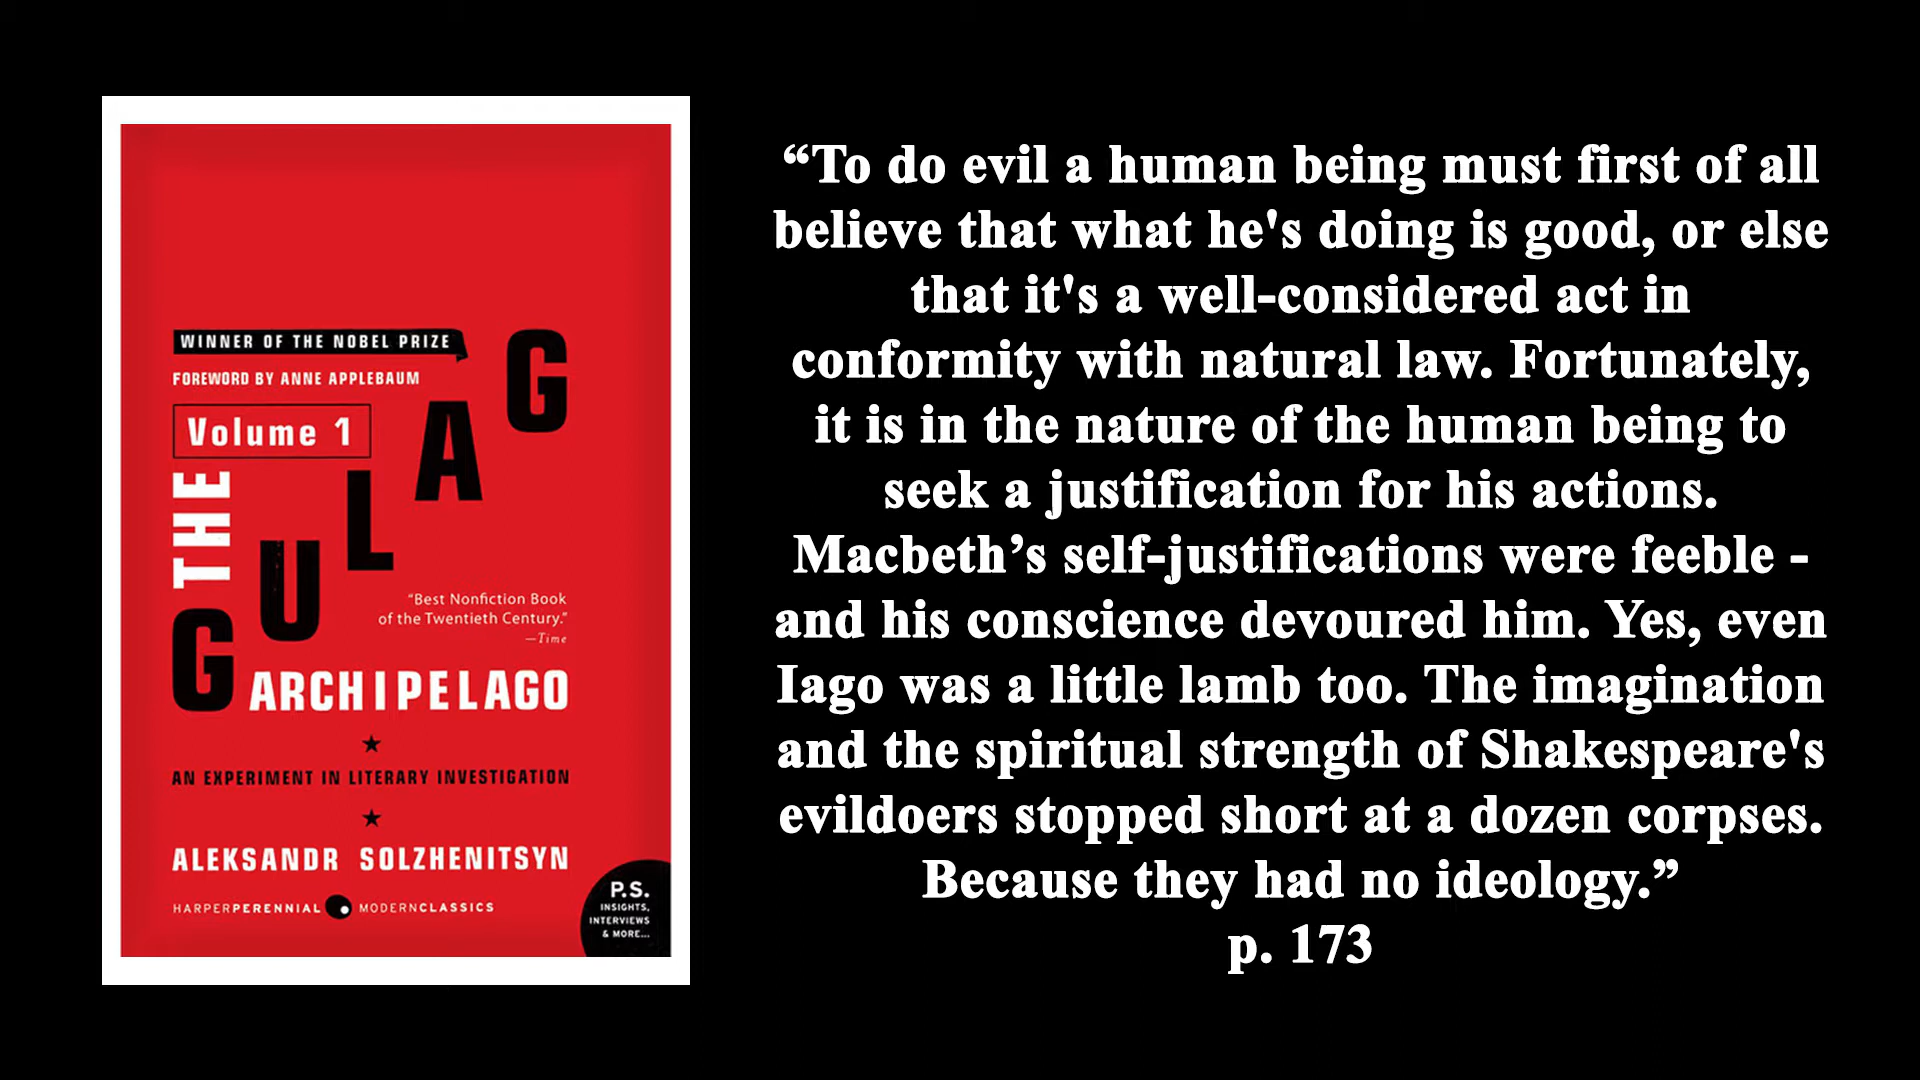 WINNER OF THE NOBEL PRIZE
FOREWORD BY ANNE APPLEBAUM
Volume 1
THE
GULAG
"Best Nonfiction Book
of the Twentieth Century."
—Time
ARCHIPELAGO
★
AN EXPERIMENT IN LITERARY INVESTIGATION
★
ALEKSANDR SOLZHENITSYN
HARPERPERENNIAL MODERNCLASSICS
P.S.
INSIGHTS,
INTERVIEWS
& MORE...
“To do evil a human being must first of all
believe that what he's doing is good, or else
that it's a well-considered act in
conformity with natural law. Fortunately,
it is in the nature of the human being to
seek a justification for his actions.
Macbeth’s self-justifications were feeble -
and his conscience devoured him. Yes, even
Iago was a little lamb too. The imagination
and the spiritual strength of Shakespeare's
evildoers stopped short at a dozen corpses.
Because they had no ideology.”
p. 173